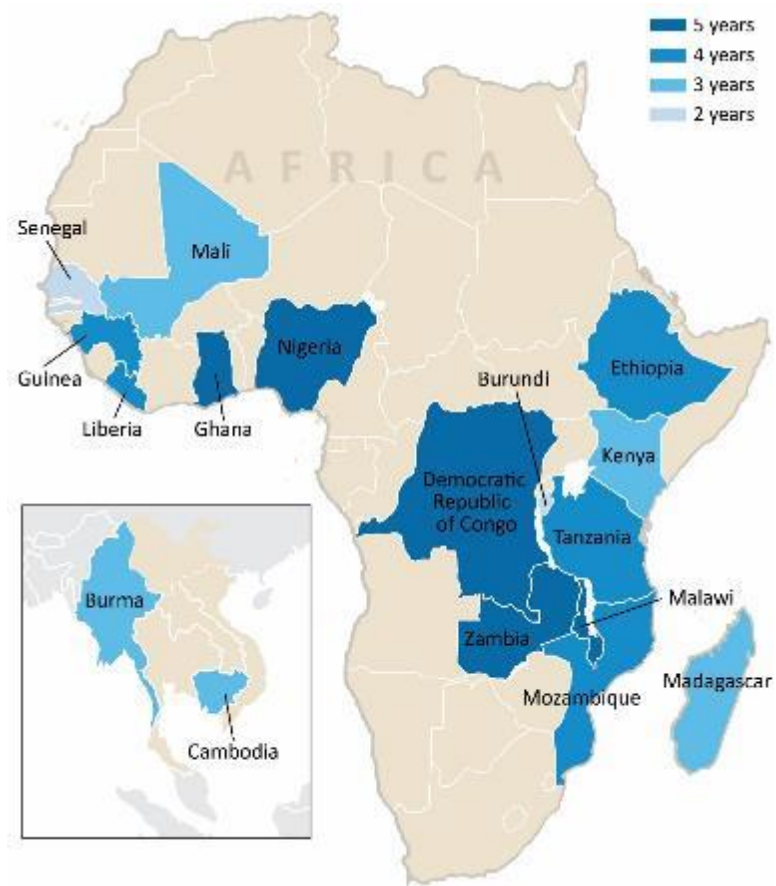 5 years
4 years
3 years
2 years
AFRICA
Senegal
Mali
Nigeria
Guinea
Liberia
Ghana
Burundi
Ethiopia
Kenya
Democratic
Republic
of Congo
Tanzania
Malawi
Zambia
Mozambique
Madagascar
Burma
Cambodia